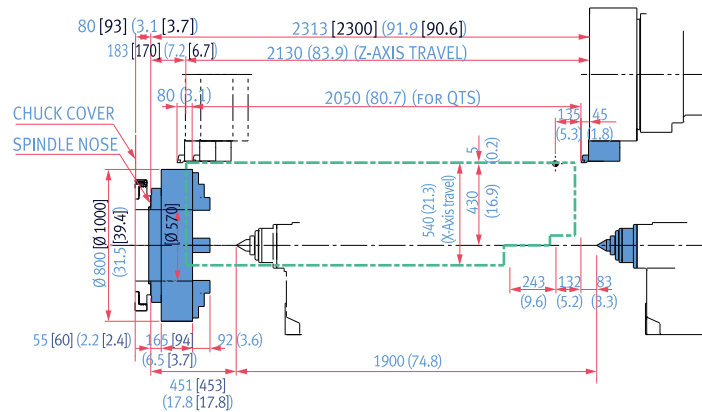 80 [93] (3.1 [3.7])
2313 [2300] (91.9 [90.6])
183 [170] (7.2 [6.7])
2130 (83.9) (Z-AXIS TRAVEL)
80 (3.1)
2050 (80.7) (FOR QTS)
135
(5.3)
45
(1.8)
CHUCK COVER
SPINDLE NOSE
5
(0.2)
540 (21.3)
(X-Axis travel)
430
(16.9)
Ø 800 [Ø 1000]
(31.5 [39.4])
[Ø 570]
243
(9.6)
132
(5.2)
83
(3.3)
55 [60] (2.2 [2.4])
165 [94]
(6.5 [3.7])
92 (3.6)
451 [453]
(17.8 [17.8])
1900 (74.8)